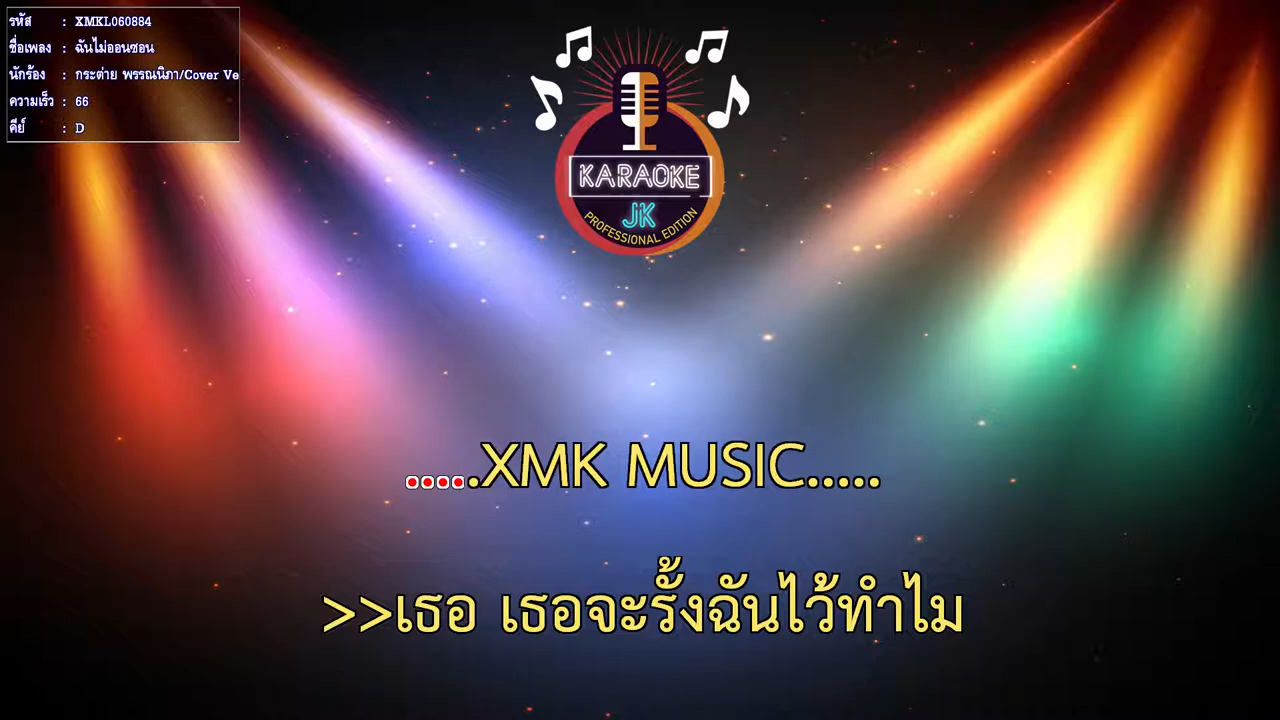 รหัส : XMKL060884
ชื่อเพลง : ฉันไม่ออนซอน
นักร้อง : กระต่าย พรรณนิภา/Cover Ve
ความเร็ว : 66
คีย์ : D
KARAOKE
JK
PROFESSIONAL EDITION
.....XMK MUSIC.....
>>เธอ เธอจะรั้งฉันไว้ทำไม